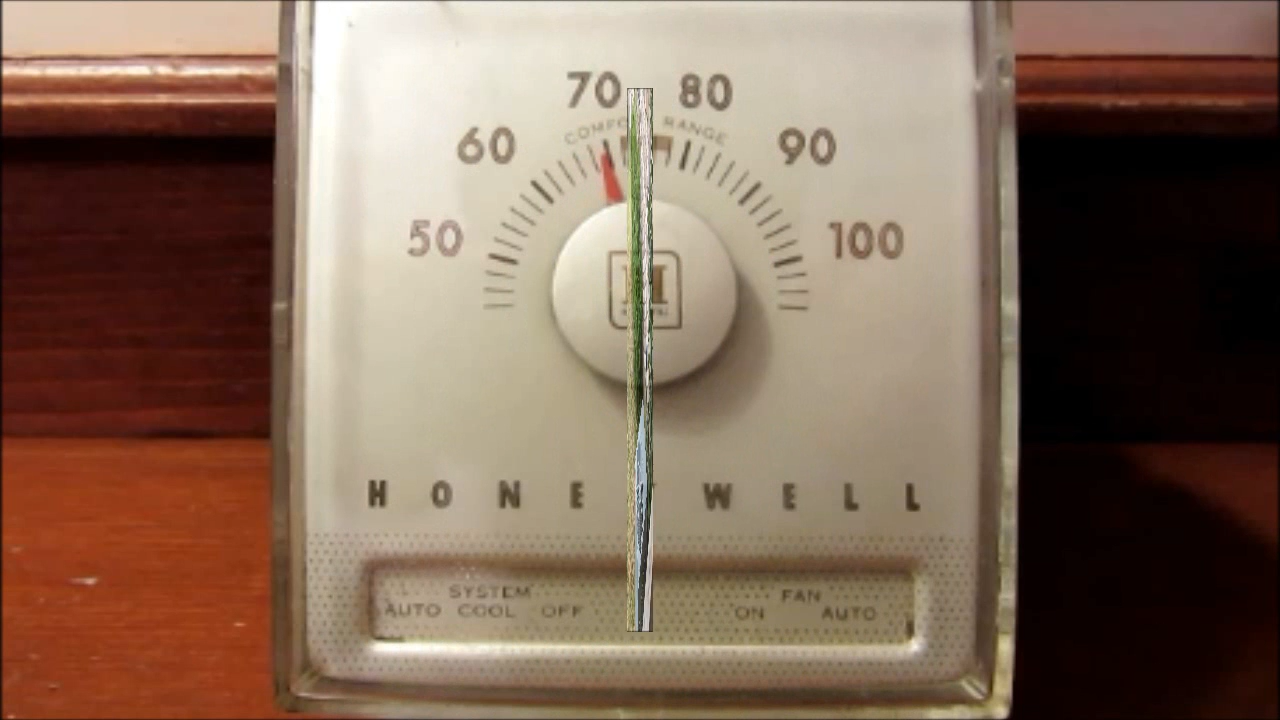 70 80
COMFO RANGE
60 90
50 100
H
HONE WELL
SYSTEM FAN
AUTO COOL OFF ON AUTO